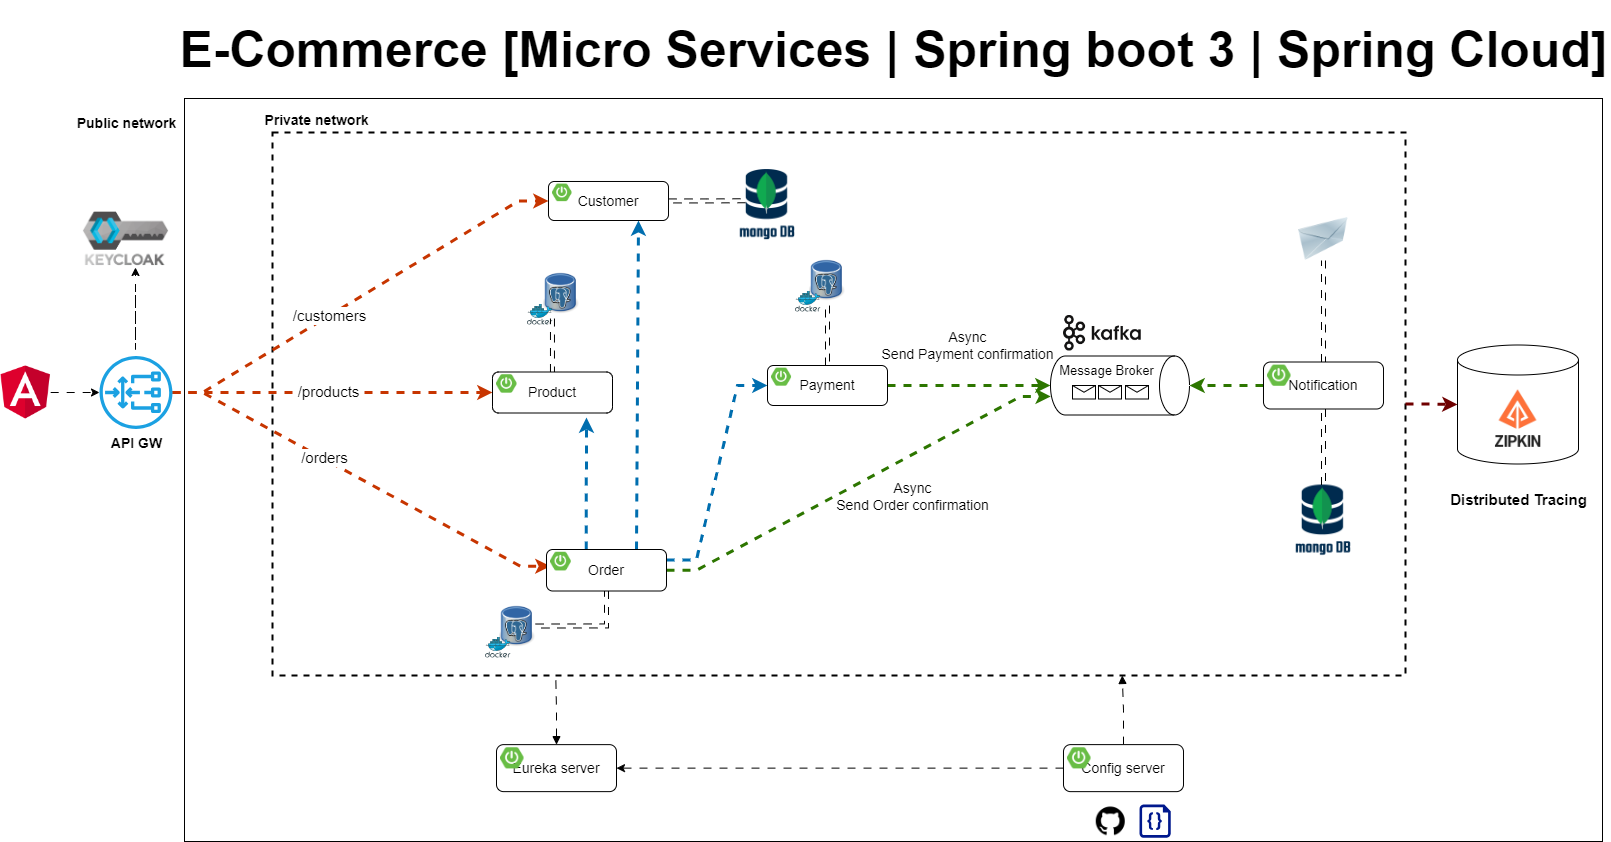 E-Commerce [Micro Services | Spring boot 3 | Spring Cloud]
Public network
Private network
Customer
mongo DB
KEYCLOAK
docker
docker
/customers
Async
Send Payment confirmation
kafka
Message Broker
/products
Product
Payment
Notification
API GW
ZIPKIN
/orders
Async
Send Order confirmation
Distributed Tracing
mongo DB
Order
docker
Eureka server
Config server